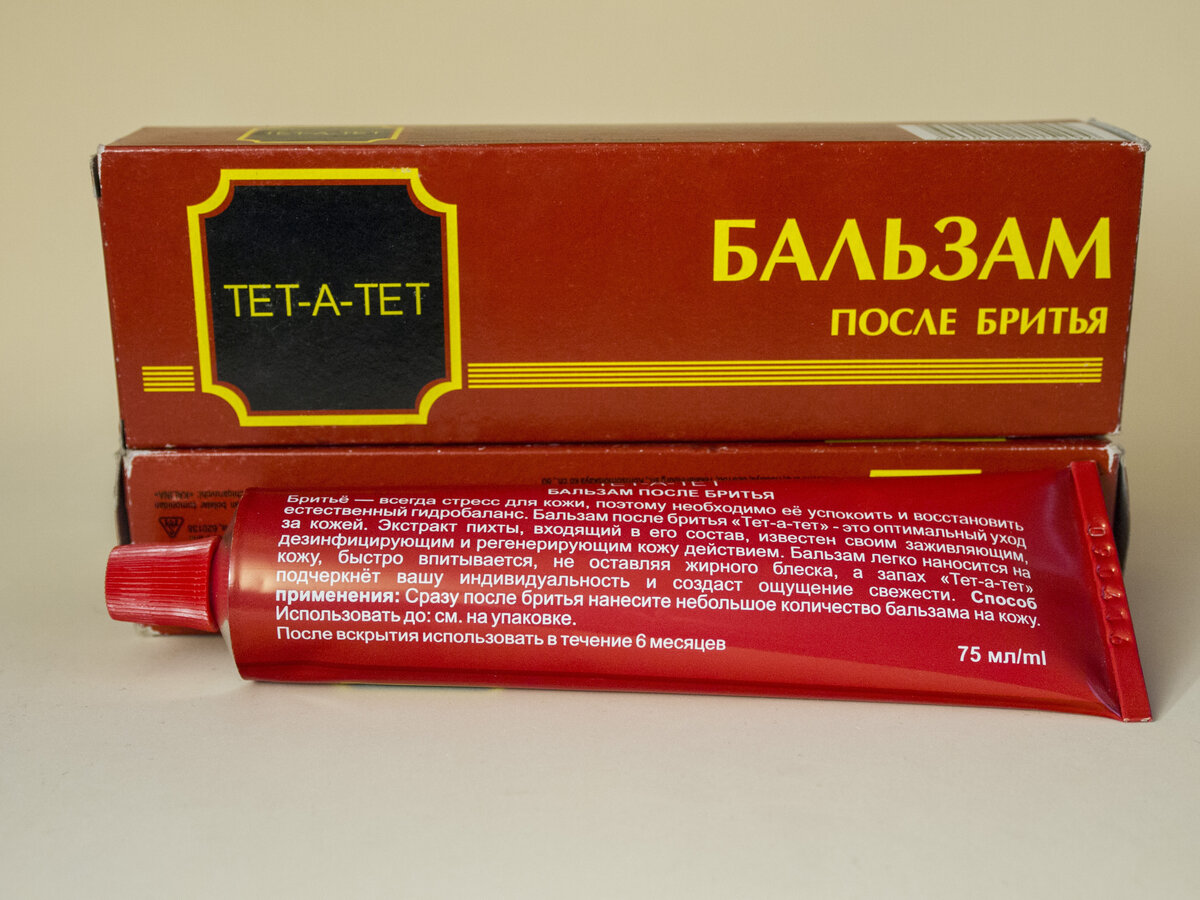 ТЕТ-А-ТЕТ
ТЕТ-А-ТЕТ
БАЛЬЗАМ
ПОСЛЕ БРИТЬЯ
БАЛЬЗАМ ПОСЛЕ БРИТЬЯ
Бритьё — всегда стресс для кожи, поэтому необходимо её успокоить и восстановить
естественный гидробаланс. Бальзам после бритья «Тет-а-тет» - это оптимальный уход
за кожей. Экстракт пихты, входящий в его состав, известен своим заживляющим,
дезинфицирующим и регенерирующим кожу действием. Бальзам легко наносится на
кожу, быстро впитывается, не оставляя жирного блеска, а запах «Тет-а-тет»
подчеркнёт вашу индивидуальность и создаст ощущение свежести. Способ
применения: Сразу после бритья нанесите небольшое количество бальзама на кожу.
Использовать до: см. на упаковке.
После вскрытия использовать в течение 6 месяцев
75 мл/ml